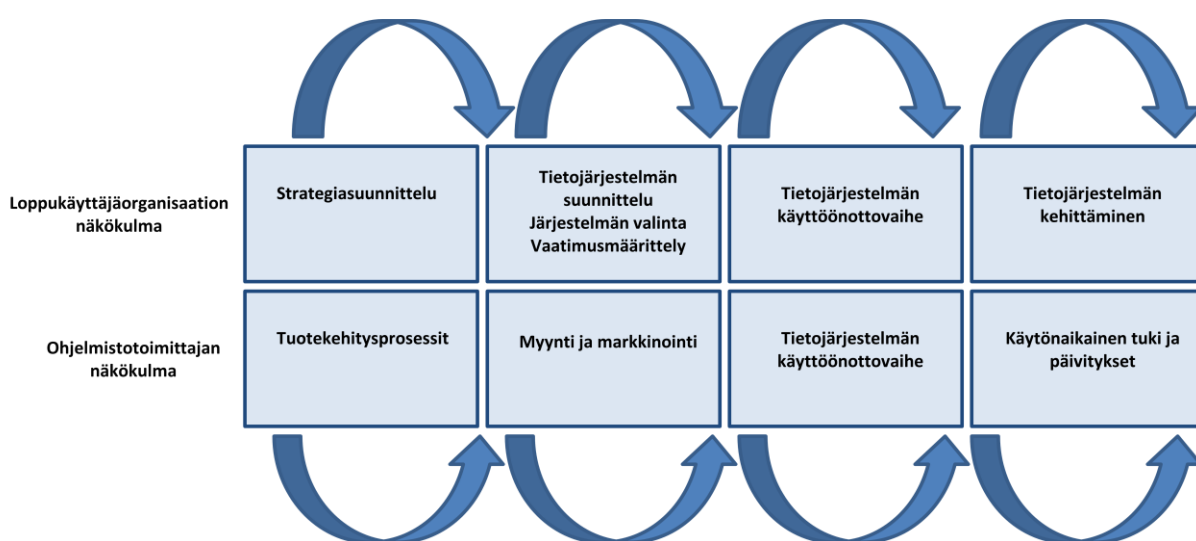 Loppukäyttäjäorganisaation
näkökulma
Strategiasuunnittelu
Tietojärjestelmän
suunnittelu
Järjestelmän valinta
Vaatimusmäärittely
Tietojärjestelmän
käyttöönottovaihe
Tietojärjestelmän
kehittäminen
Ohjelmistotoimittajan
näkökulma
Tuotekehitysprosessit
Myynti ja markkinointi
Tietojärjestelmän
käyttöönottovaihe
Käytönaikainen tuki ja
päivitykset